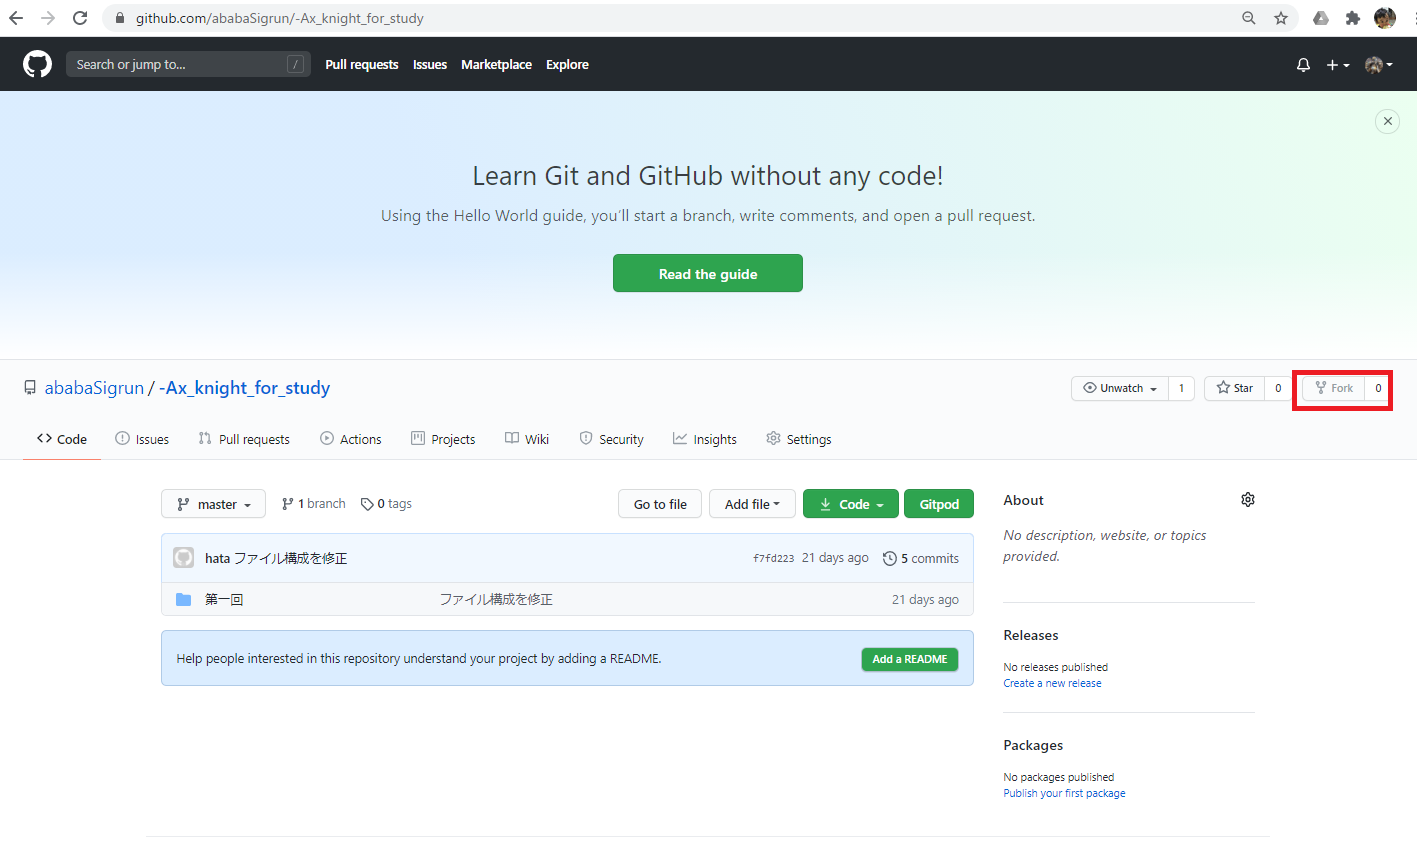 github.com/ababaSigrun/-Ax_knight_for_study
Search or jump to... /
Pull requests Issues Marketplace Explore
Learn Git and GitHub without any code!
Using the Hello World guide, you’ll start a branch, write comments, and open a pull request.
Read the guide
ababaSigrun / -Ax_knight_for_study
Unwatch 1 Star 0 Fork 0
Code Issues Pull requests Actions Projects Wiki Security Insights Settings
master 1 branch 0 tags
Go to file Add file Code Gitpod
hata ファイル構成を修正 f7fd223 21 days ago 5 commits
第一回 ファイル構成を修正 21 days ago
Help people interested in this repository understand your project by adding a README. Add a README
About
No description, website, or topics
provided.
Releases
No releases published
Create a new release
Packages
No packages published
Publish your first package